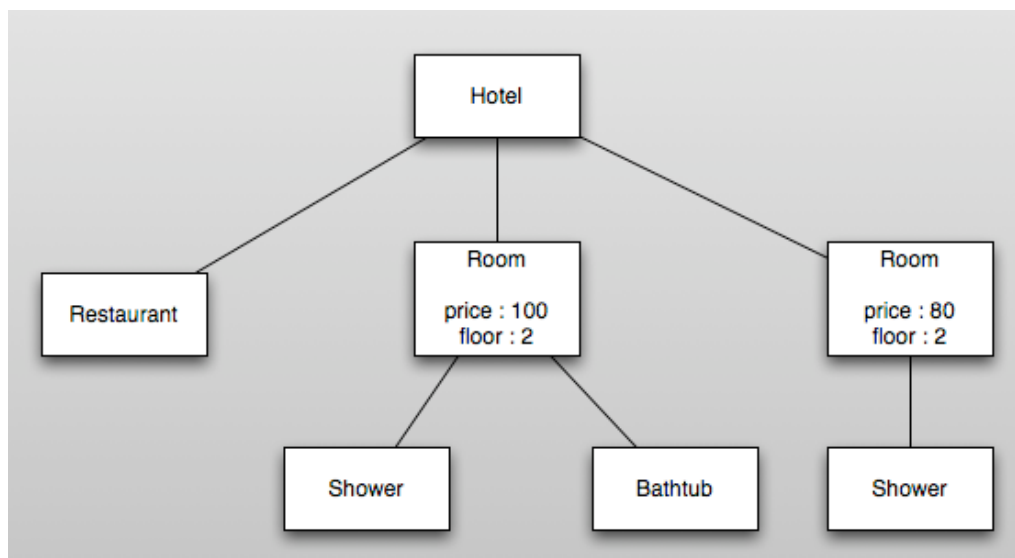 Hotel
Restaurant
Room
price : 100
floor : 2
Room
price : 80
floor : 2
Shower
Bathtub
Shower